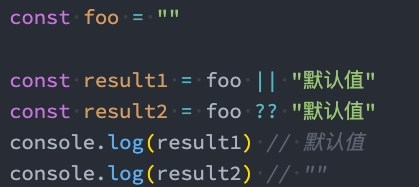 const foo = ""
const result1 = foo || "默认值"
const result2 = foo ?? "默认值"
console.log(result1) // 默认值
console.log(result2) // ""